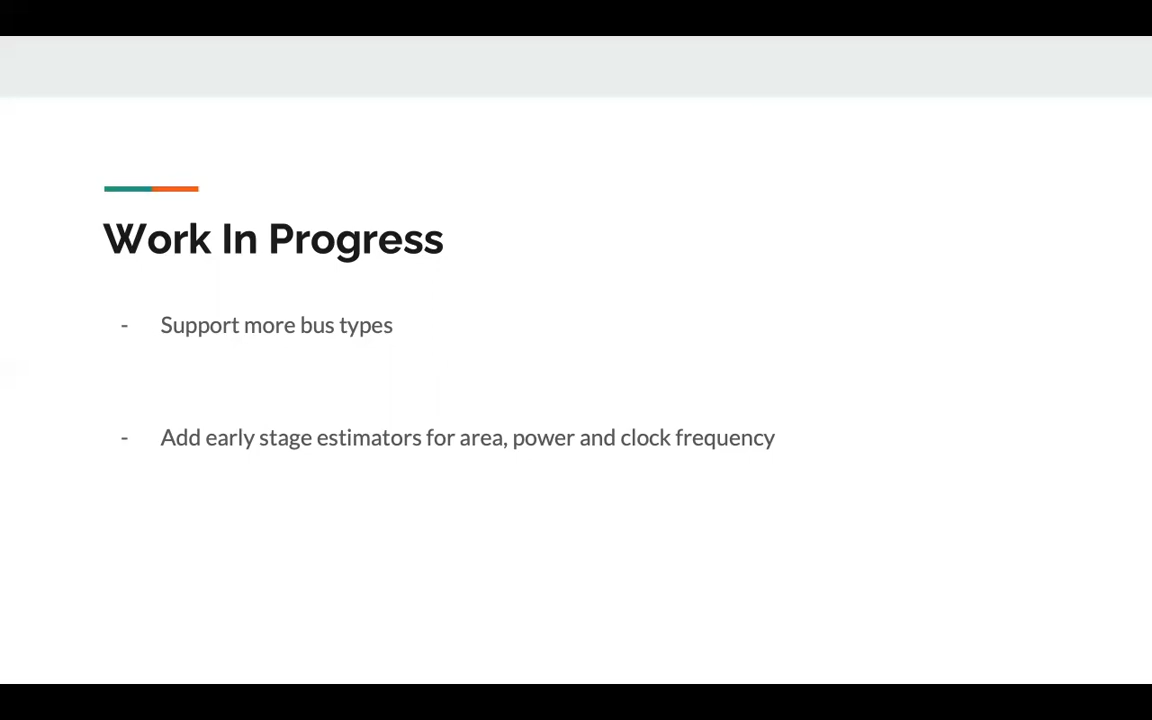 Work In Progress
- Support more bus types
- Add early stage estimators for area, power and clock frequency